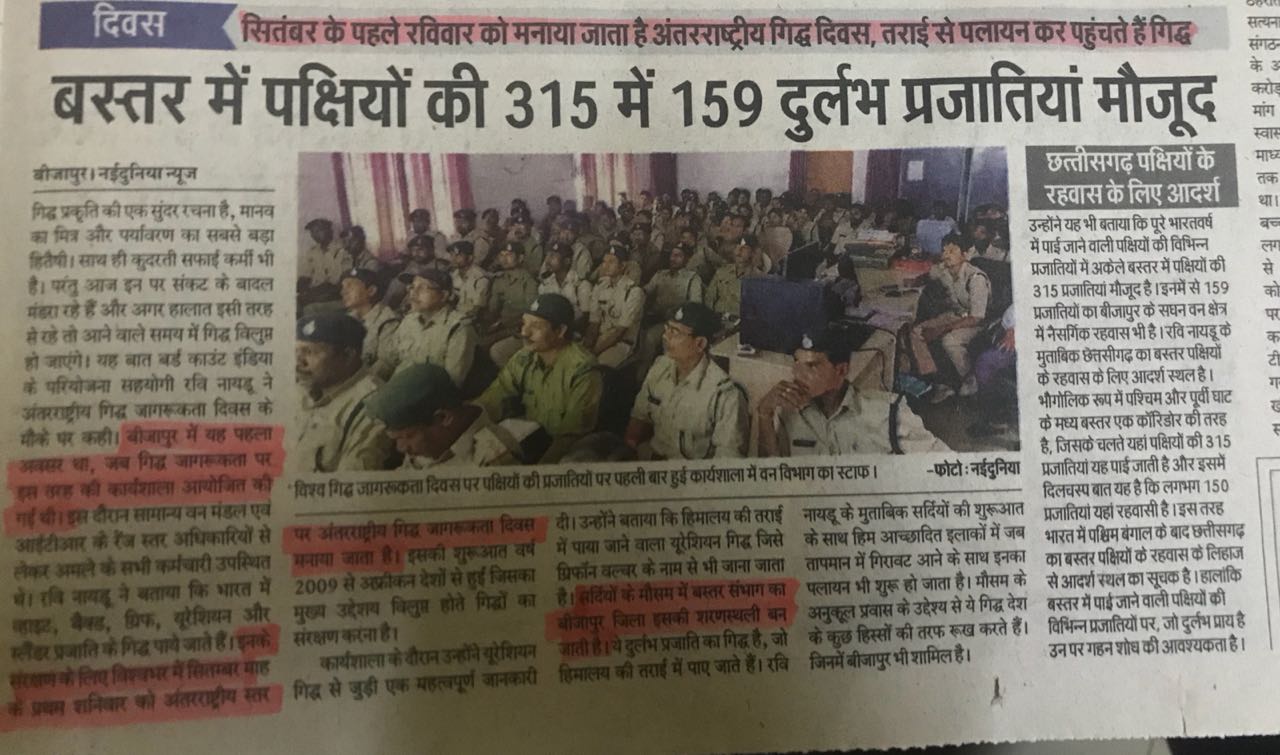 दिवस
सितंबर के पहले रविवार को मनाया जाता है अंतरराष्ट्रीय गिद्ध दिवस, तराई से पलायन कर पहुंचते हैं गिद्ध
बस्तर में पक्षियों की 315 में 159 दुर्लभ प्रजातियां मौजूद
बीजापुर। नईदुनिया न्यूज
गिद्ध प्रकृति की एक सुंदर रचना है, मानव
का मित्र और पर्यावरण का सबसे बड़ा
हितैषी। साथ ही कुदरती सफाई कर्मी भी
है। परंतु आज इन पर संकट के बादल
मंडरा रहे हैं और अगर हालात इसी तरह
से रहे तो आने वाले समय में गिद्ध विलुप्त
हो जाएंगे। यह बात बर्ड काउंट इंडिया
के परियोजना सहयोगी रवि नायडू ने
अंतरराष्ट्रीय गिद्ध जागरूकता दिवस के
मौके पर कही। बीजापुर में यह पहला
अवसर था, जब गिद्ध जागरूकता पर
इस तरह की कार्यशाला आयोजित की
गई थी। इस दौरान सामान्य वन मंडल एवं
आईटीआर के रेंज स्तर अधिकारियों से
लेकर अमले के सभी कर्मचारी उपस्थित
थे। रवि नायडू ने बताया कि भारत में
व्हाइट, बैक्ड, ग्रिफ, यूरेशियन और
स्लेंडर प्रजाति के गिद्ध पाये जाते हैं। इनके
संरक्षण के लिए विश्वभर में सितम्बर माह
के प्रथम शनिवार को अंतरराष्ट्रीय स्तर
विश्व गिद्ध जागरूकता दिवस पर पक्षियों की प्रजातियों पर पहली बार हुई कार्यशाला में वन विभाग का स्टाफ।
-फोटो: नईदुनिया
पर अंतरराष्ट्रीय गिद्ध जागरूकता दिवस
मनाया जाता है। इसकी शुरूआत वर्ष
2009 से अफ्रीकन देशों से हुई जिसका
मुख्य उद्देशय विलुप्त होते गिद्धों का
संरक्षण करना है।
कार्यशाला के दौरान उन्होंने यूरेशियन
गिद्ध से जुड़ी एक महत्वपूर्ण जानकारी
दी। उन्होंने बताया कि हिमालय की तराई
में पाया जाने वाला यूरेशियन गिद्ध जिसे
ग्रिफॉन वल्चर के नाम से भी जाना जाता
है। सर्दियों के मौसम में बस्तर संभाग का
बीजापुर जिला इसकी शरणस्थली बन
जाती है। ये दुर्लभ प्रजाति का गिद्ध है, जो
हिमालय की तराई में पाए जाते हैं। रवि
नायडू के मुताबिक सर्दियों की शुरूआत
के साथ हिम आच्छादित इलाकों में जब
तापमान में गिरावट आने के साथ इनका
पलायन भी शुरू हो जाता है। मौसम के
अनुकूल प्रवास के उद्देश्य से ये गिद्ध देश
के कुछ हिस्सों की तरफ रूख करते हैं।
जिनमें बीजापुर भी शामिल है।
छत्तीसगढ़ पक्षियों के
रहवास के लिए आदर्श
उन्होंने यह भी बताया कि पूरे भारतवर्ष
में पाई जाने वाली पक्षियों की विभिन्न
प्रजातियों में अकेले बस्तर में पक्षियों की
315 प्रजातियां मौजूद है। इनमें से 159
प्रजातियों का बीजापुर के सघन वन क्षेत्र
में नैसर्गिक रहवास भी है। रवि नायडू के
मुताबिक छत्तीसगढ़ का बस्तर पक्षियों
के रहवास के लिए आदर्श स्थल है।
भौगोलिक रूप में पश्चिम और पूर्वी घाट
के मध्य बस्तर एक कॉरिडोर की तरह
है, जिसके चलते यहां पक्षियों की 315
प्रजातियां यह पाई जाती है और इसमें
दिलचस्प बात यह है कि लगभग 150
प्रजातियां यहां रहवासी है। इस तरह
भारत में पश्चिम बंगाल के बाद छत्तीसगढ़
का बस्तर पक्षियों के रहवास के लिहाज
से आदर्श स्थल का सूचक है। हालांकि
बस्तर में पाई जाने वाली पक्षियों की
विभिन्न प्रजातियों पर, जो दुर्लभ प्राय है
उन पर गहन शोध की आवश्यकता है।